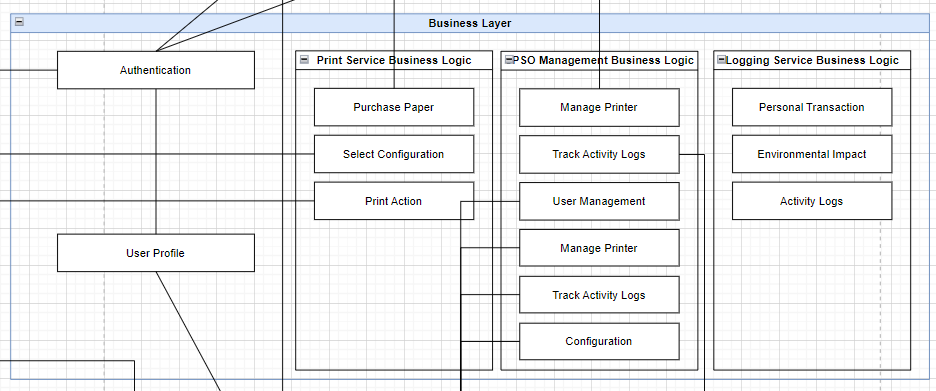 Business Layer
Authentication
User Profile
Print Service Business Logic
Purchase Paper
Select Configuration
Print Action
PSO Management Business Logic
Manage Printer
Track Activity Logs
User Management
Manage Printer
Track Activity Logs
Configuration
Logging Service Business Logic
Personal Transaction
Environmental Impact
Activity Logs